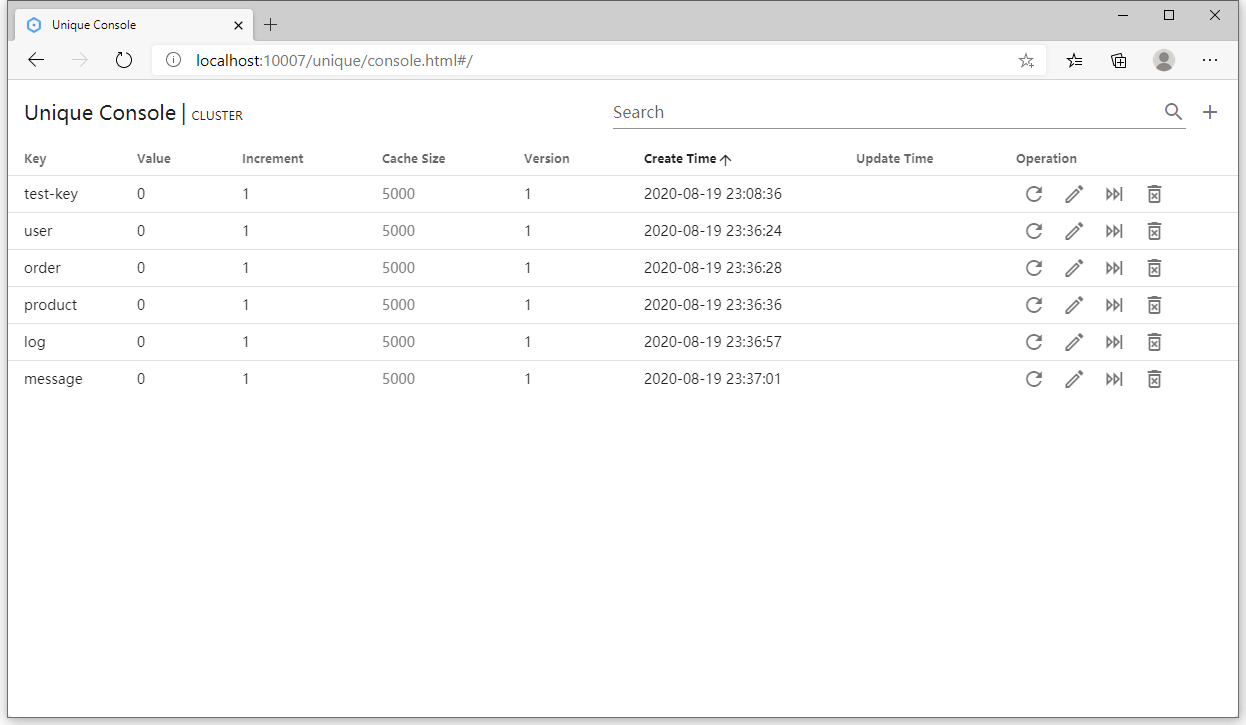 Unique Console
localhost:10007/unique/console.html#/
Unique Console | CLUSTER
Search
Key Value Increment Cache Size Version Create Time Update Time Operation
test-key 0 1 5000 1 2020-08-19 23:08:36
user 0 1 5000 1 2020-08-19 23:36:24
order 0 1 5000 1 2020-08-19 23:36:28
product 0 1 5000 1 2020-08-19 23:36:36
log 0 1 5000 1 2020-08-19 23:36:57
message 0 1 5000 1 2020-08-19 23:37:01